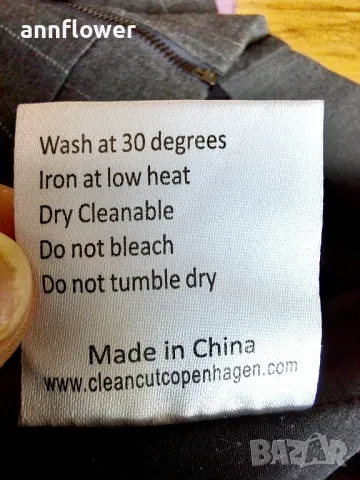 annflower
Wash at 30 degrees
Iron at low heat
Dry Cleanable
Do not bleach
Do not tumble dry
Made in China
www.cleancutcopenhagen.com
BAZAR